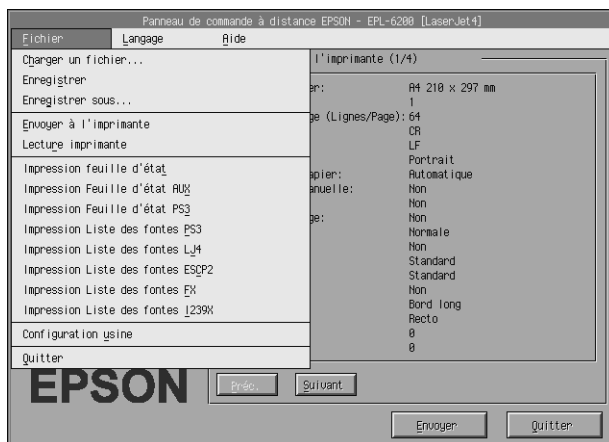 Panneau de commande à distance EPSON - EPL-6200 [LaserJet4]
Fichier Langage Aide
Charger un fichier...
Enregistrer
Enregistrer sous...
Envoyer à l'imprimante
Lecture imprimante
Impression feuille d'état
Impression Feuille d'état AUX
Impression Feuille d'état PS3
Impression Liste des fontes PS3
Impression Liste des fontes LJ4
Impression Liste des fontes ESCP2
Impression Liste des fontes FX
Impression Liste des fontes I239X
Configuration usine
Quitter
l'imprimante (1/4)
er: A4 210 x 297 mm
1
ge (Lignes/Page): 64
CR
LF
Portrait
apier: Automatique
anuelle: Non
Non
ge: Non
Normale
Non
Standard
Standard
Non
Bord long
Recto
0
0
EPSON
Préc. Suivant
Envoyer Quitter